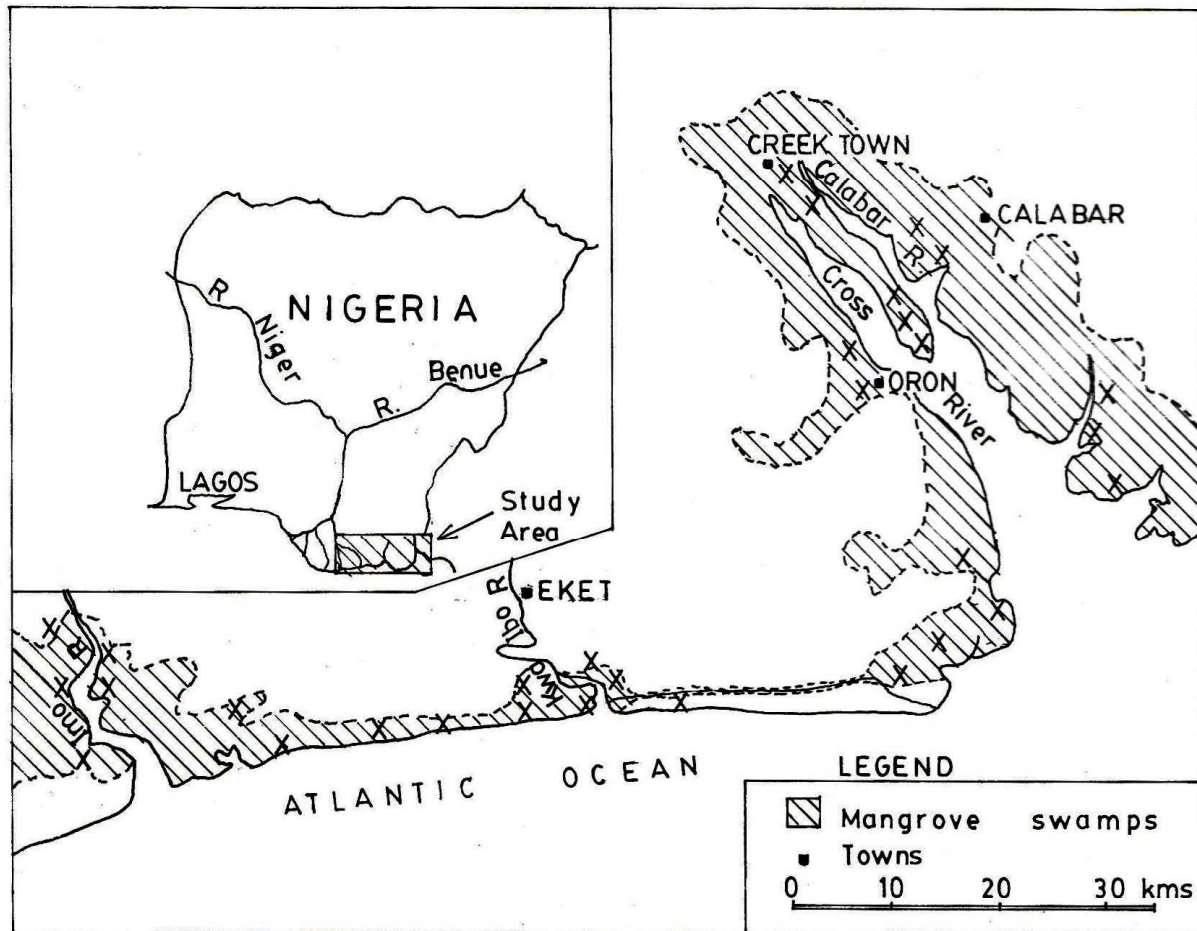 NIGERIA
R
Niger
R.
Benue
LAGOS
Study
Area
CREEK TOWN
Calabar
R.
CALABAR
Cross
River
ORON
EKET
Kwa
Ibo R
Imo
R
ATLANTIC OCEAN
LEGEND
Mangrove swamps
Towns
0 10 20 30 kms